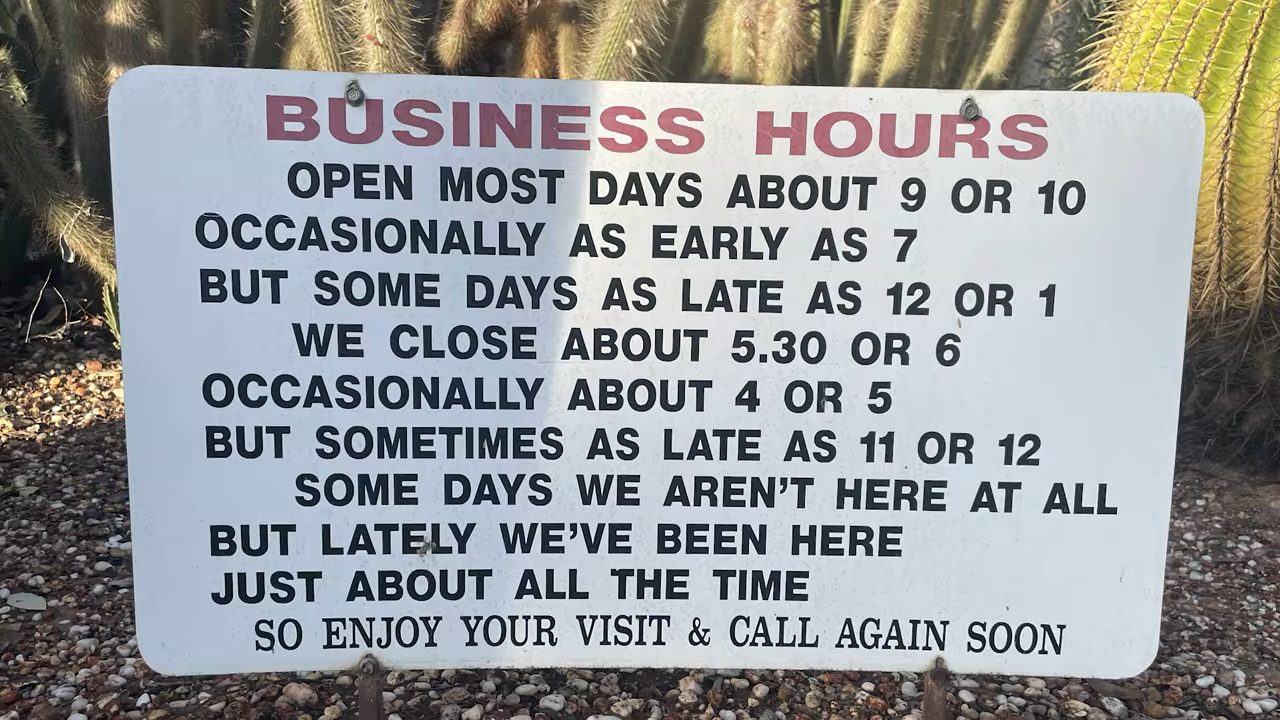 BUSINESS HOURS
OPEN MOST DAYS ABOUT 9 OR 10
OCCASIONALLY AS EARLY AS 7
BUT SOME DAYS AS LATE AS 12 OR 1
WE CLOSE ABOUT 5.30 OR 6
OCCASIONALLY ABOUT 4 OR 5
BUT SOMETIMES AS LATE AS 11 OR 12
SOME DAYS WE AREN'T HERE AT ALL
BUT LATELY WE'VE BEEN HERE
JUST ABOUT ALL THE TIME
SO ENJOY YOUR VISIT & CALL AGAIN SOON